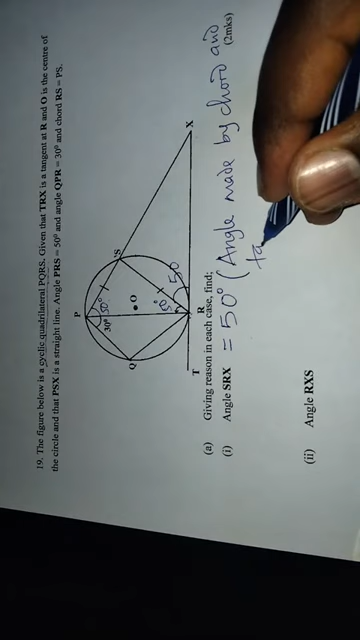 19. The figure below is a cyclic quadrilateral PQRS. Given that TRX is a tangent at R and O is the centre of
the circle and that PSX is a straight line. Angle PRS = 50° and angle QPR = 30° and chord RS = PS.
P
S
X
30°
50°
O
Q
50°
50
T
R
(a) Giving reason in each case, find;
(i) Angle SRX = 50° (Angle made by chord and
ta
(2mks)
(ii) Angle RXS